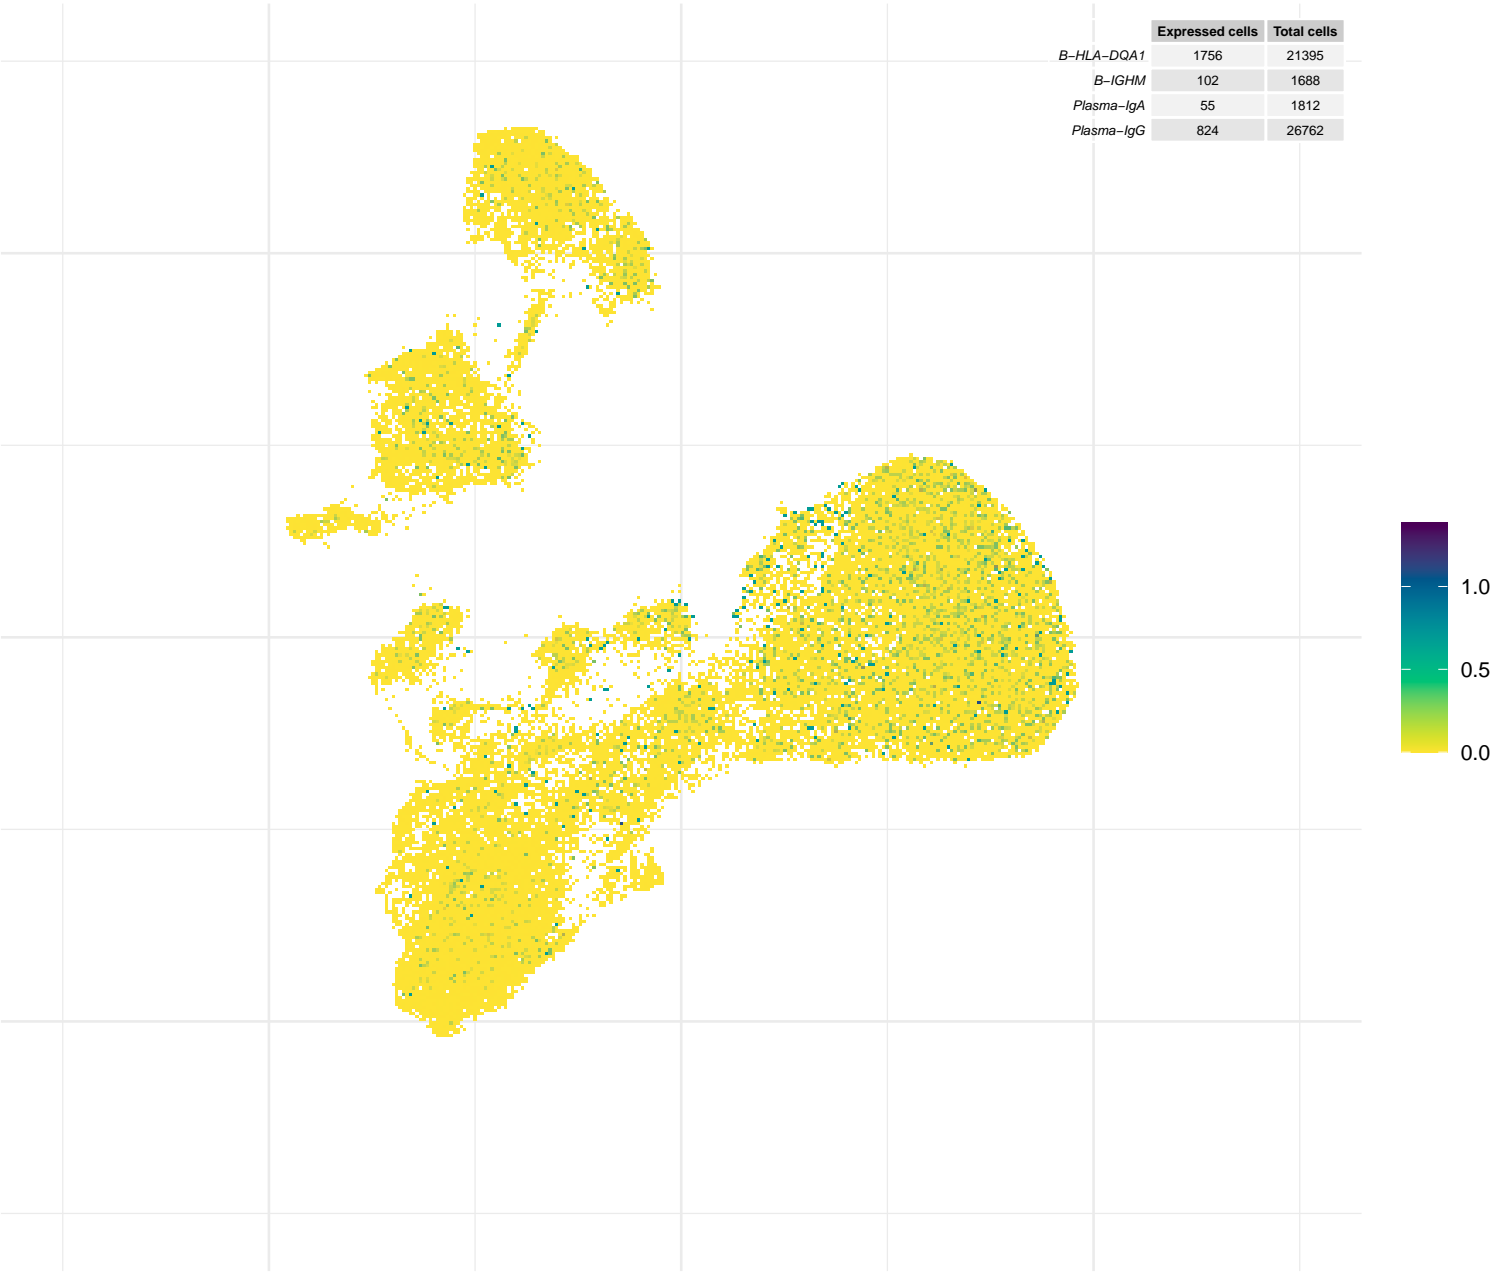 Expressed cells Total cells
B−HLA−DQA1 1756 21395
B−IGHM 102 1688
Plasma−IgA 55 1812
Plasma−IgG 824 26762
1.0
0.5
0.0